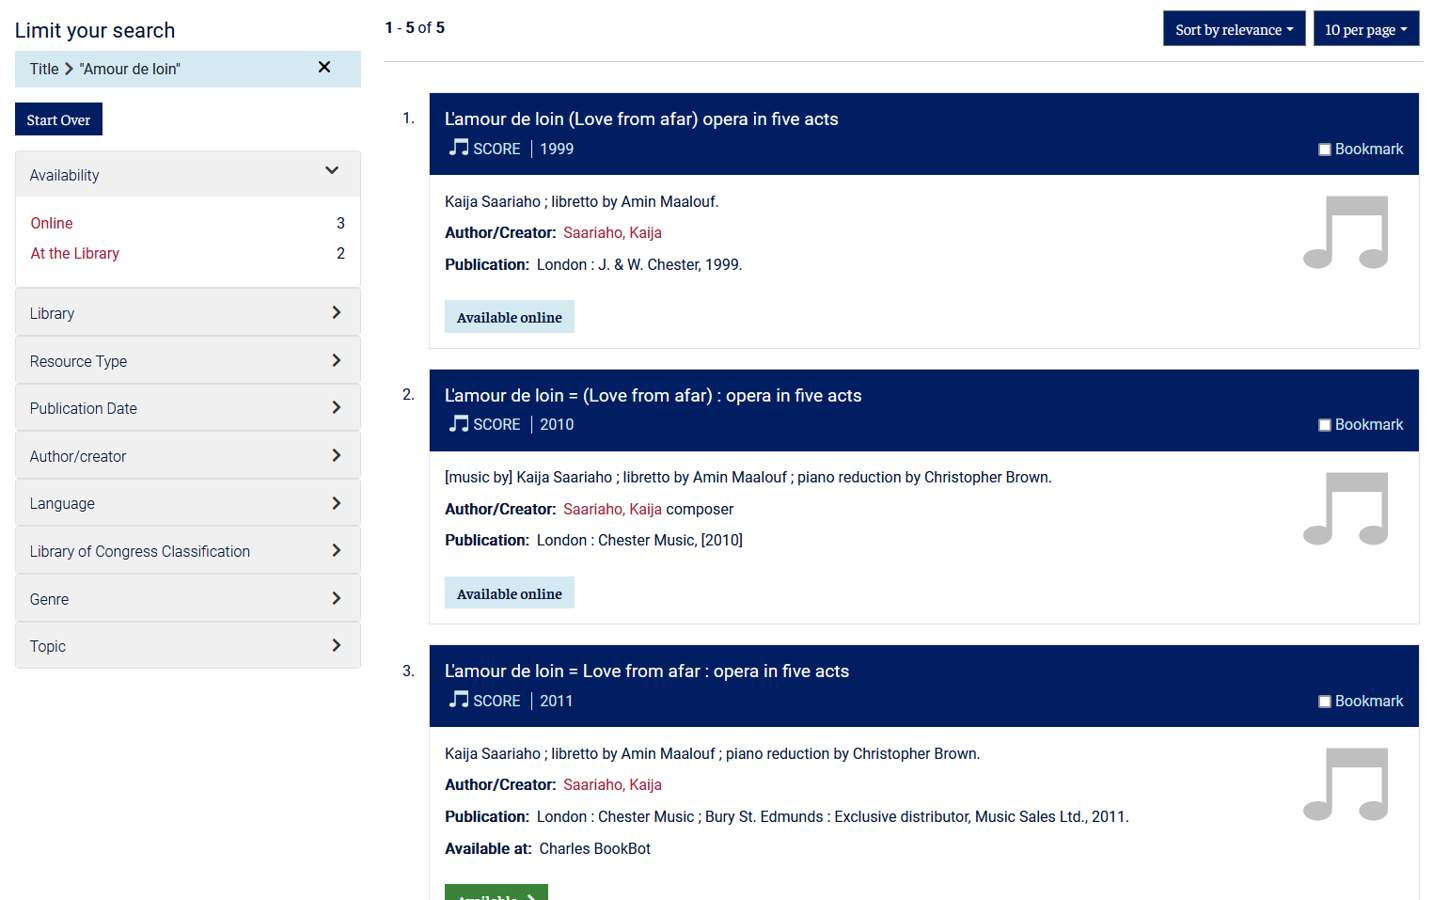 Limit your search
Title > "Amour de loin"
Start Over
Availability
Online 3
At the Library 2
Library
Resource Type
Publication Date
Author/creator
Language
Library of Congress Classification
Genre
Topic
1 - 5 of 5
Sort by relevance
10 per page
1. L'amour de loin (Love from afar) opera in five acts
SCORE | 1999
Bookmark
Kaija Saariaho ; libretto by Amin Maalouf.
Author/Creator: Saariaho, Kaija
Publication: London : J. & W. Chester, 1999.
Available online
2. L'amour de loin = (Love from afar) : opera in five acts
SCORE | 2010
Bookmark
[music by] Kaija Saariaho ; libretto by Amin Maalouf ; piano reduction by Christopher Brown.
Author/Creator: Saariaho, Kaija composer
Publication: London : Chester Music, [2010]
Available online
3. L'amour de loin = Love from afar : opera in five acts
SCORE | 2011
Bookmark
Kaija Saariaho ; libretto by Amin Maalouf ; piano reduction by Christopher Brown.
Author/Creator: Saariaho, Kaija
Publication: London : Chester Music ; Bury St. Edmunds : Exclusive distributor, Music Sales Ltd., 2011.
Available at: Charles BookBot
Available